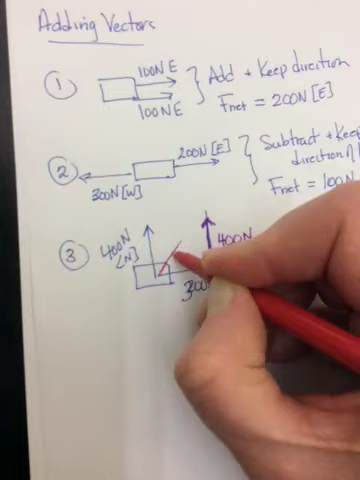 Adding Vectors
① 100N E
100N E
Add + Keep direction
Fnet = 200N [E]
② 200N [E]
300N [W]
Subtract + Keep
direction
Fnet = 100N
③ 400N
[N]
400N
300